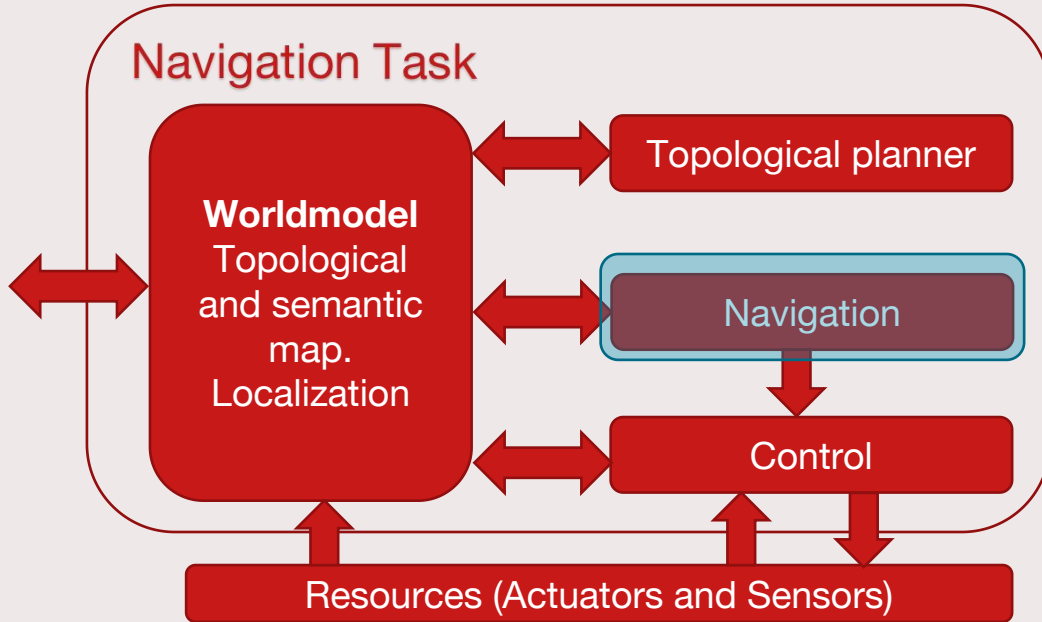 Navigation Task
Topological planner
Worldmodel
Topological
and semantic
map.
Localization
Navigation
Control
Resources (Actuators and Sensors)